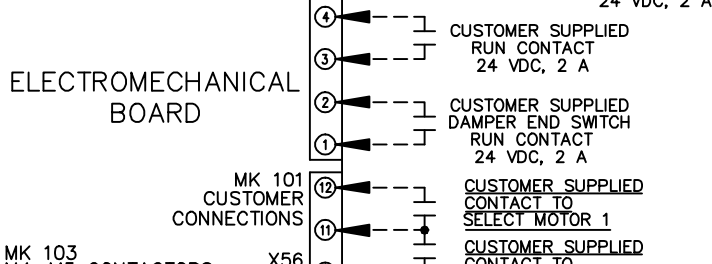 24 VDC, 2 A
4
CUSTOMER SUPPLIED
RUN CONTACT
24 VDC, 2 A
3
ELECTROMECHANICAL
BOARD
2
CUSTOMER SUPPLIED
DAMPER END SWITCH
RUN CONTACT
24 VDC, 2 A
1
MK 101
CUSTOMER
CONNECTIONS
12
CUSTOMER SUPPLIED
CONTACT TO
SELECT MOTOR 1
11
MK 103
X56
CUSTOMER SUPPLIED
CONTACT TO